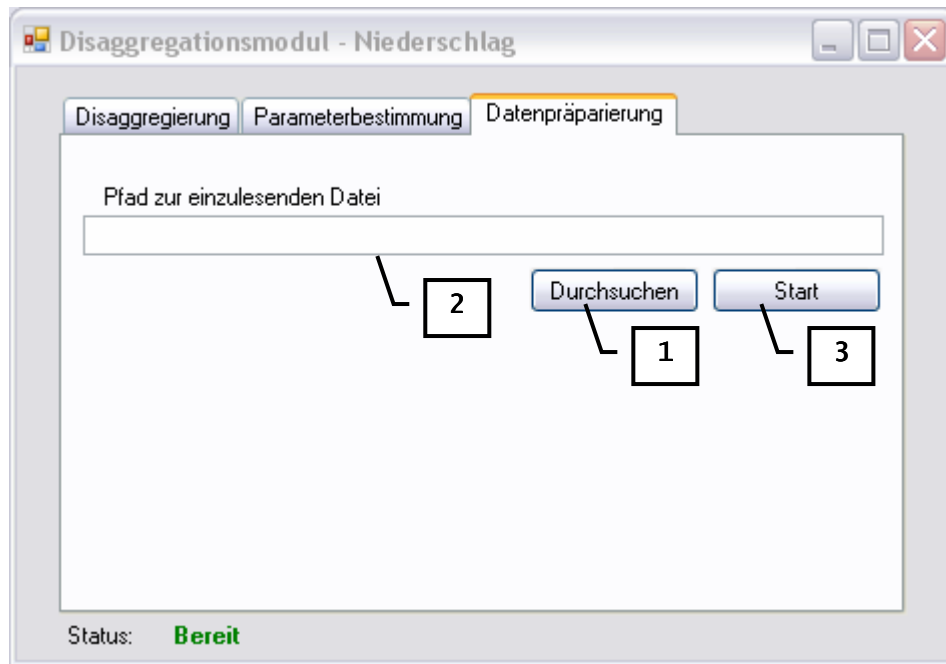 Disaggregationsmodul - Niederschlag
Disaggregierung Parameterbestimmung Datenpräparierung
Pfad zur einzulesenden Datei
2
Durchsuchen Start
1 3
Status: Bereit